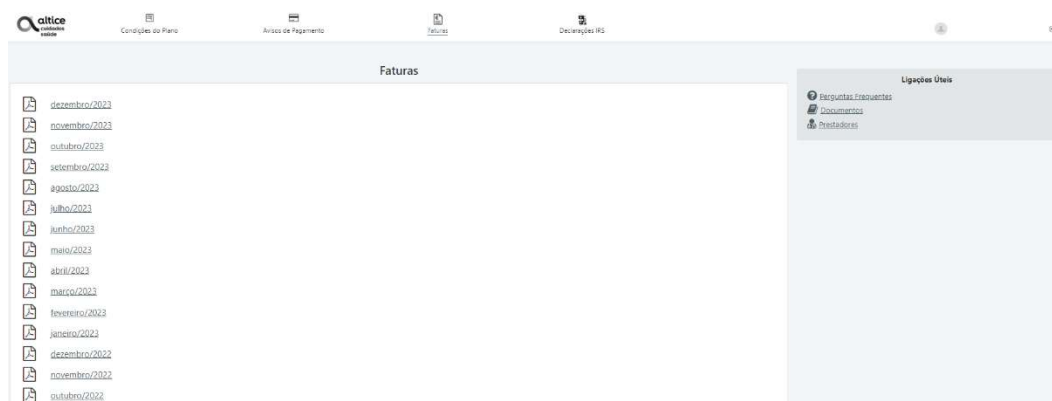 altice
cuidados
saúde
Condições do Plano
Avisos de Pagamento
Faturas
Declarações IRS
Faturas
dezembro/2023
novembro/2023
outubro/2023
setembro/2023
agosto/2023
julho/2023
junho/2023
maio/2023
abril/2023
março/2023
fevereiro/2023
janeiro/2023
dezembro/2022
novembro/2022
outubro/2022
Ligações Úteis
Perguntas Frequentes
Documentos
Prestadores